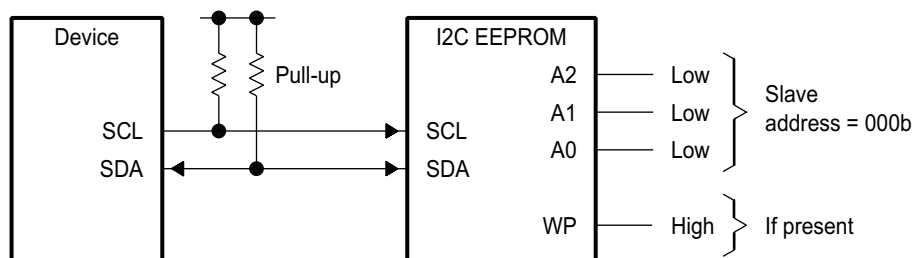 Device
I2C EEPROM
Pull-up
A2
Low
A1
Low
A0
Low
Slave
address = 000b
SCL
SDA
SCL
SDA
WP
High
If present